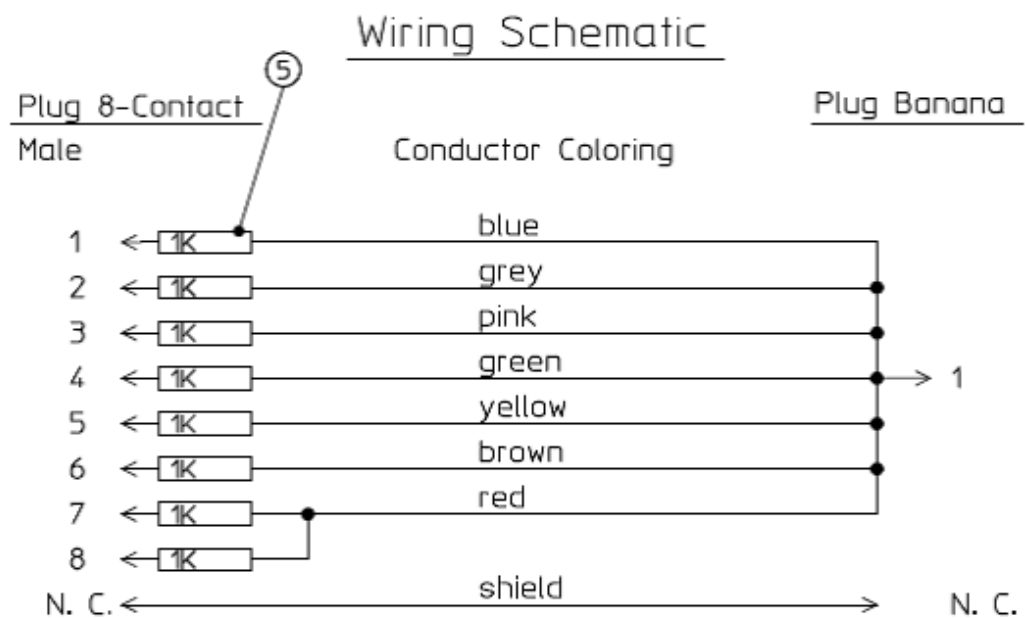 Wiring Schematic
5
Plug 8-Contact
Plug Banana
Male
Conductor Coloring
1 1K blue
2 1K grey
3 1K pink
4 1K green 1
5 1K yellow
6 1K brown
7 1K red
8 1K
N. C. shield N. C.